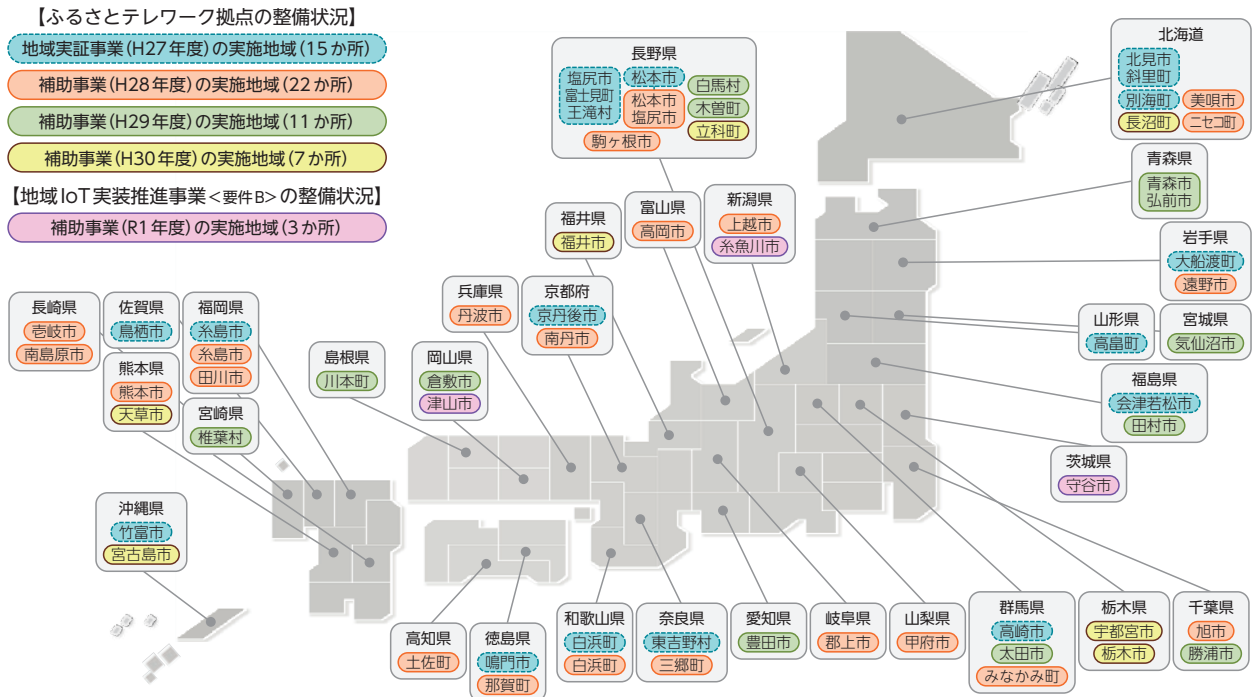 【ふるさとテレワーク拠点の整備状況】
地域実証事業(H27年度)の実施地域(15か所)
補助事業(H28年度)の実施地域(22か所)
補助事業(H29年度)の実施地域(11か所)
補助事業(H30年度)の実施地域(7か所)
【地域IoT実装推進事業<要件B>の整備状況】
補助事業(R1年度)の実施地域(3か所)
北海道
北見市
斜里町
別海町
美唄市
長沼町
ニセコ町
長野県
塩尻市
富士見町
王滝村
松本市
松本市
塩尻市
白馬村
木曽町
立科町
駒ヶ根市
青森県
青森市
弘前市
岩手県
大船渡町
遠野市
山形県
高畠町
宮城県
気仙沼市
福島県
会津若松市
田村市
茨城県
守谷市
新潟県
上越市
糸魚川市
富山県
高岡市
福井県
福井市
京都府
京丹後市
南丹市
兵庫県
丹波市
岡山県
倉敷市
津山市
島根県
川本町
長崎県
壱岐市
南島原市
佐賀県
鳥栖市
福岡県
糸島市
糸島市
田川市
熊本県
熊本市
天草市
宮崎県
椎葉村
沖縄県
竹富市
宮古島市
高知県
土佐町
徳島県
鳴門市
那賀町
和歌山県
白浜町
白浜町
奈良県
東吉野村
三郷町
愛知県
豊田市
岐阜県
郡上市
山梨県
甲府市
群馬県
高崎市
太田市
みなかみ町
栃木県
宇都宮市
栃木市
千葉県
旭市
勝浦市